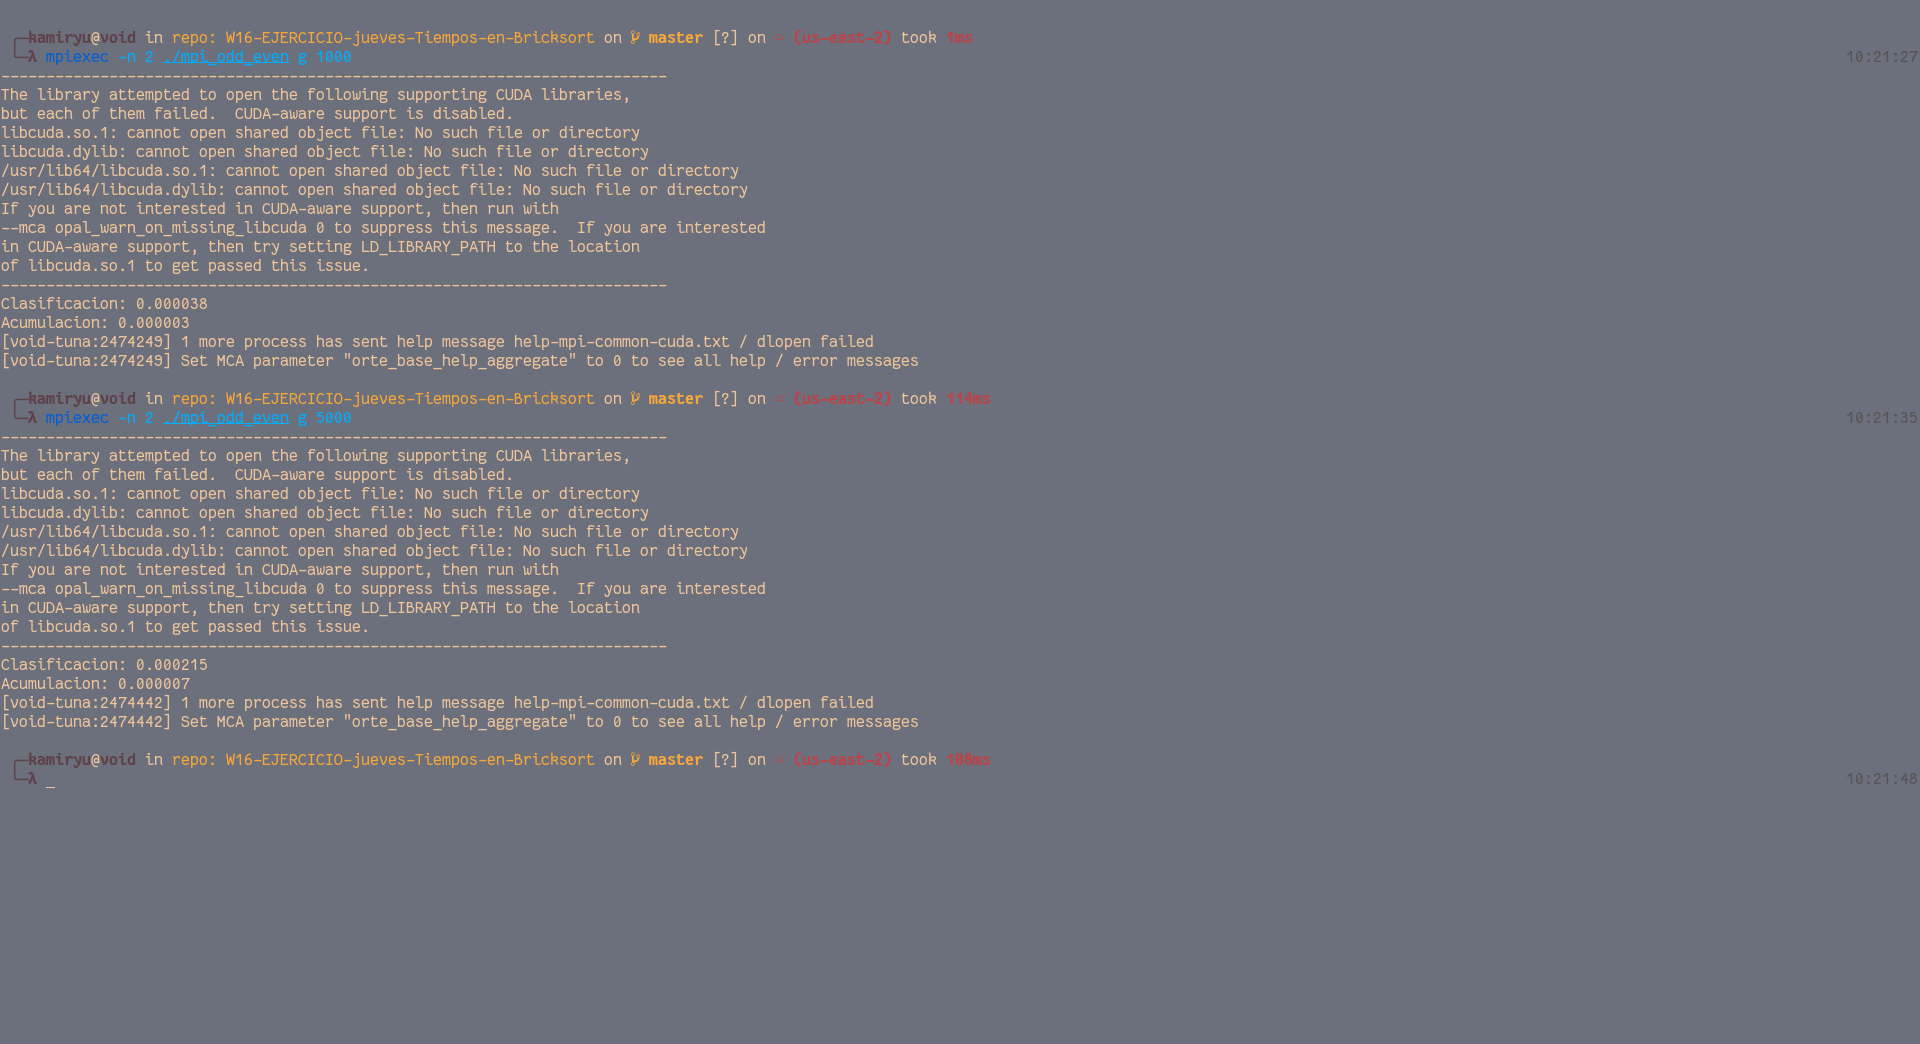 kamiryu@void in repo: W16-EJERCICIO-jueves-Tiempos-en-Bricksort on master [?] on (us-east-2) took 1ms
λ mpiexec -n 2 ./mpi_odd_even g 1000 10:21:27
--------------------------------------------------------------------------
The library attempted to open the following supporting CUDA libraries,
but each of them failed.  CUDA-aware support is disabled.
libcuda.so.1: cannot open shared object file: No such file or directory
libcuda.dylib: cannot open shared object file: No such file or directory
/usr/lib64/libcuda.so.1: cannot open shared object file: No such file or directory
/usr/lib64/libcuda.dylib: cannot open shared object file: No such file or directory
If you are not interested in CUDA-aware support, then run with
--mca opal_warn_on_missing_libcuda 0 to suppress this message.  If you are interested
in CUDA-aware support, then try setting LD_LIBRARY_PATH to the location
of libcuda.so.1 to get passed this issue.
--------------------------------------------------------------------------
Clasificacion: 0.000038
Acumulacion: 0.000003
[void-tuna:2474249] 1 more process has sent help message help-mpi-common-cuda.txt / dlopen failed
[void-tuna:2474249] Set MCA parameter "orte_base_help_aggregate" to 0 to see all help / error messages
kamiryu@void in repo: W16-EJERCICIO-jueves-Tiempos-en-Bricksort on master [?] on (us-east-2) took 114ms
λ mpiexec -n 2 ./mpi_odd_even g 5000 10:21:35
--------------------------------------------------------------------------
The library attempted to open the following supporting CUDA libraries,
but each of them failed.  CUDA-aware support is disabled.
libcuda.so.1: cannot open shared object file: No such file or directory
libcuda.dylib: cannot open shared object file: No such file or directory
/usr/lib64/libcuda.so.1: cannot open shared object file: No such file or directory
/usr/lib64/libcuda.dylib: cannot open shared object file: No such file or directory
If you are not interested in CUDA-aware support, then run with
--mca opal_warn_on_missing_libcuda 0 to suppress this message.  If you are interested
in CUDA-aware support, then try setting LD_LIBRARY_PATH to the location
of libcuda.so.1 to get passed this issue.
--------------------------------------------------------------------------
Clasificacion: 0.000215
Acumulacion: 0.000007
[void-tuna:2474442] 1 more process has sent help message help-mpi-common-cuda.txt / dlopen failed
[void-tuna:2474442] Set MCA parameter "orte_base_help_aggregate" to 0 to see all help / error messages
kamiryu@void in repo: W16-EJERCICIO-jueves-Tiempos-en-Bricksort on master [?] on (us-east-2) took
λ _ 10:21:48